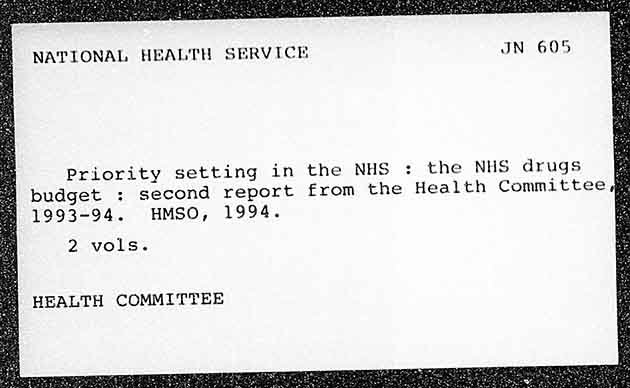 NATIONAL HEALTH SERVICE JN 605
Priority setting in the NHS : the NHS drugs
budget : second report from the Health Committee,
1993-94. HMSO, 1994.
2 vols.
HEALTH COMMITTEE